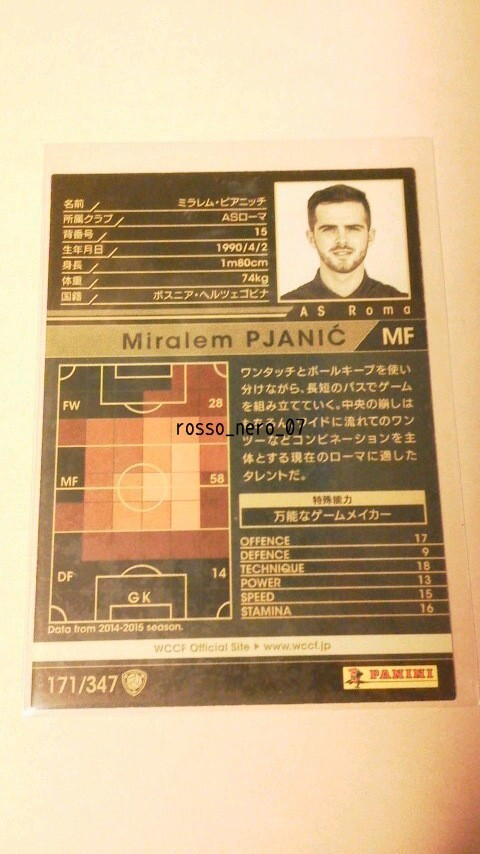 名前 ミラレム・ピアニッチ
所属クラブ ASローマ
背番号 15
生年月日 1990/4/2
身長 1m80cm
体重 74kg
国籍 ボスニア・ヘルツェゴビナ
AS Roma
Miralem PJANIĆ MF
FW 28
MF 58
DF 14
GK
Data from 2014-2015 season.
ワンタッチとボールキープを使い
分けながら、長短のパスでゲーム
を組み立てていく。中央の崩しは
ワイドに流れてのワン
ツーなどコンビネーションを主
体とする現在のローマに適した
タレントだ。
rosso_nero_07
特殊能力
万能なゲームメイカー
OFFENCE 17
DEFENCE 9
TECHNIQUE 18
POWER 13
SPEED 15
STAMINA 16
WCCF Official Site ▶ www.wccf.jp
171/347
PANINI